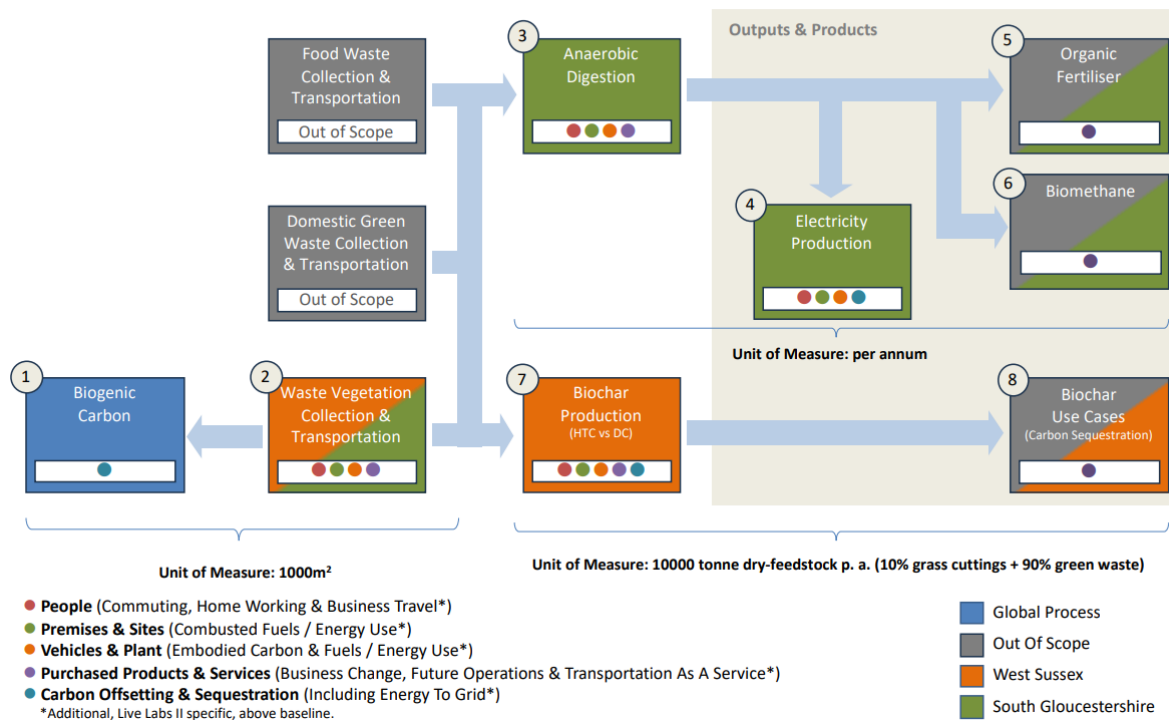 Outputs & Products
Food Waste
Collection &
Transportation
Out of Scope
3
Anaerobic
Digestion
5
Organic
Fertiliser
Domestic Green
Waste Collection
& Transportation
Out of Scope
4
Electricity
Production
6
Biomethane
Unit of Measure: per annum
1
Biogenic
Carbon
2
Waste Vegetation
Collection &
Transportation
7
Biochar
Production
(HTC vs DC)
8
Biochar
Use Cases
(Carbon Sequestration)
Unit of Measure: 1000m²
Unit of Measure: 10000 tonne dry-feedstock p. a. (10% grass cuttings + 90% green waste)
People (Commuting, Home Working & Business Travel*)
Premises & Sites (Combusted Fuels / Energy Use*)
Vehicles & Plant (Embodied Carbon & Fuels / Energy Use*)
Purchased Products & Services (Business Change, Future Operations & Transportation As A Service*)
Carbon Offsetting & Sequestration (Including Energy To Grid*)
*Additional, Live Labs II specific, above baseline.
Global Process
Out Of Scope
West Sussex
South Gloucestershire